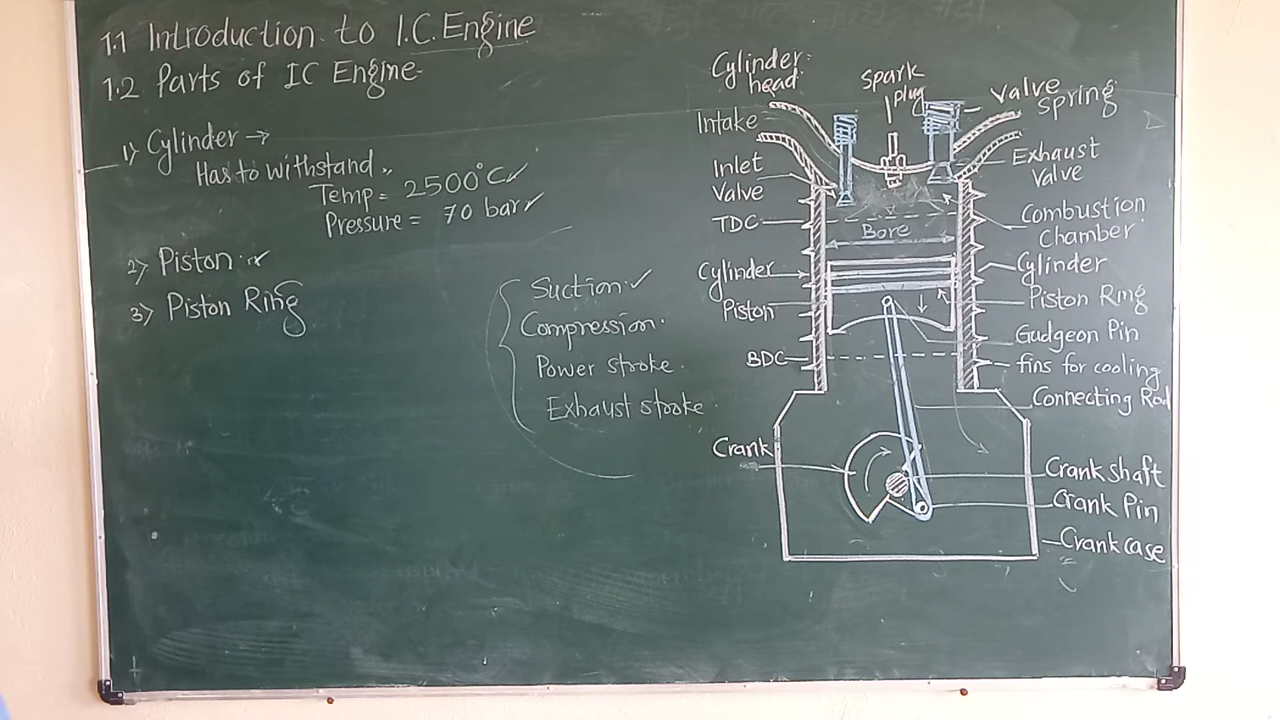 1.1 Introduction to I.C. Engine
1.2 Parts of IC Engine
1) Cylinder →
Has to withstand
Temp = 2500°C ✓
Pressure = 70 bar ✓
2) Piston
3) Piston Ring
Suction ✓
Compression.
Power stroke.
Exhaust stroke.
Cylinder head
Intake
Inlet
Valve
TDC
Cylinder
Piston
BDC
Crank
Spark
plug
Bore
Valve
Spring
Exhaust
Valve
Combustion
Chamber
Cylinder
Piston Ring
Gudgeon Pin
fins for cooling
Connecting Rod
Crank shaft
Crank Pin
Crank case